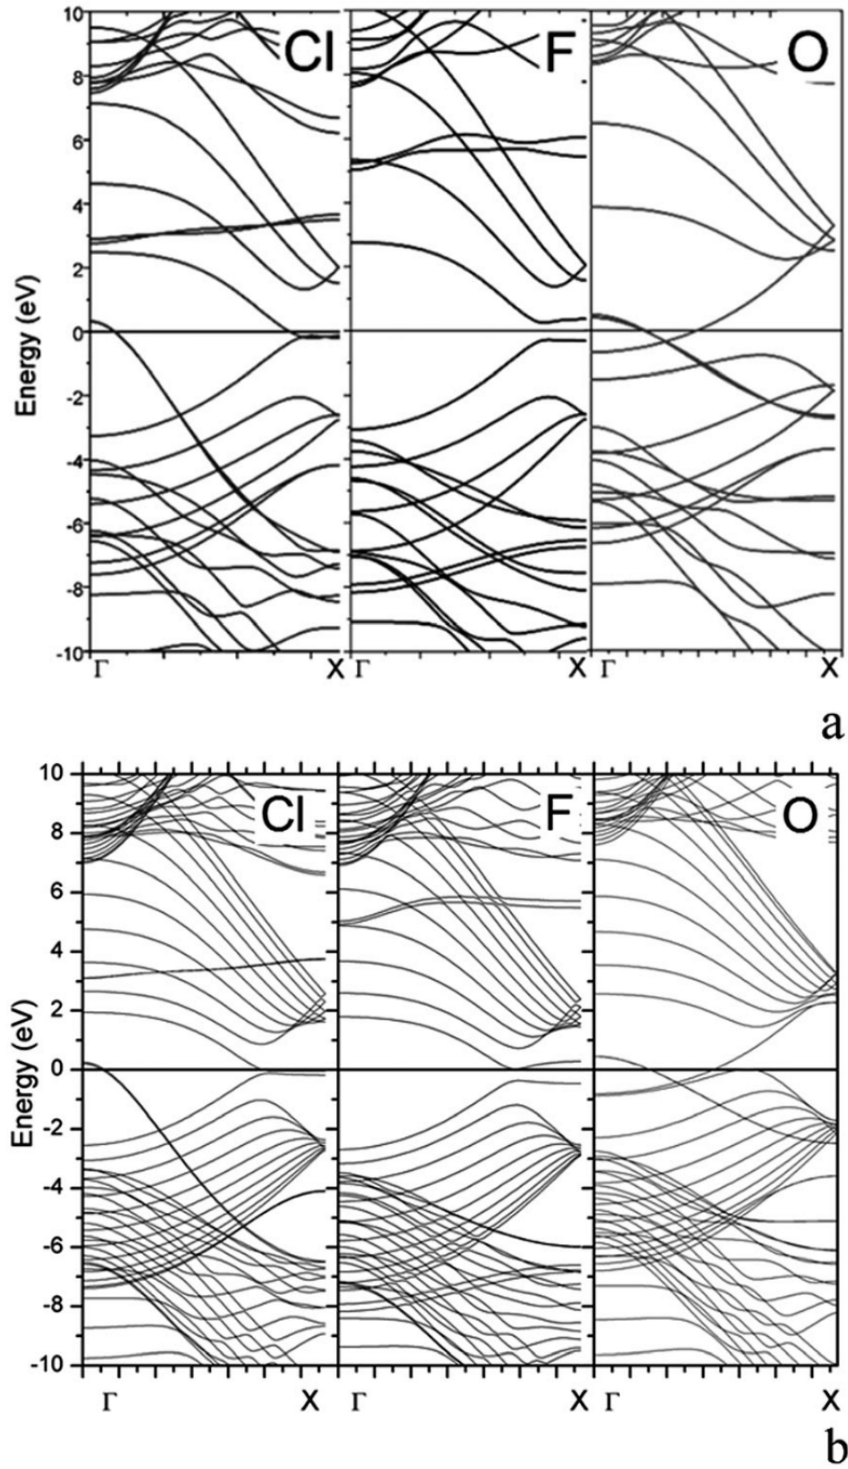 Cl F O
10
8
6
4
2
0
-2
-4
-6
-8
-10
Energy (eV)
Γ X Γ X Γ X
a
Cl F O
10
8
6
4
2
0
-2
-4
-6
-8
-10
Energy (eV)
Γ X Γ X Γ X
b